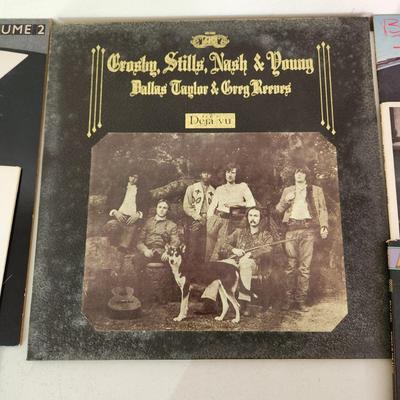 UME 2
Crosby, Stills, Nash & Young
Dallas Taylor & Greg Reeves
Déjà vu